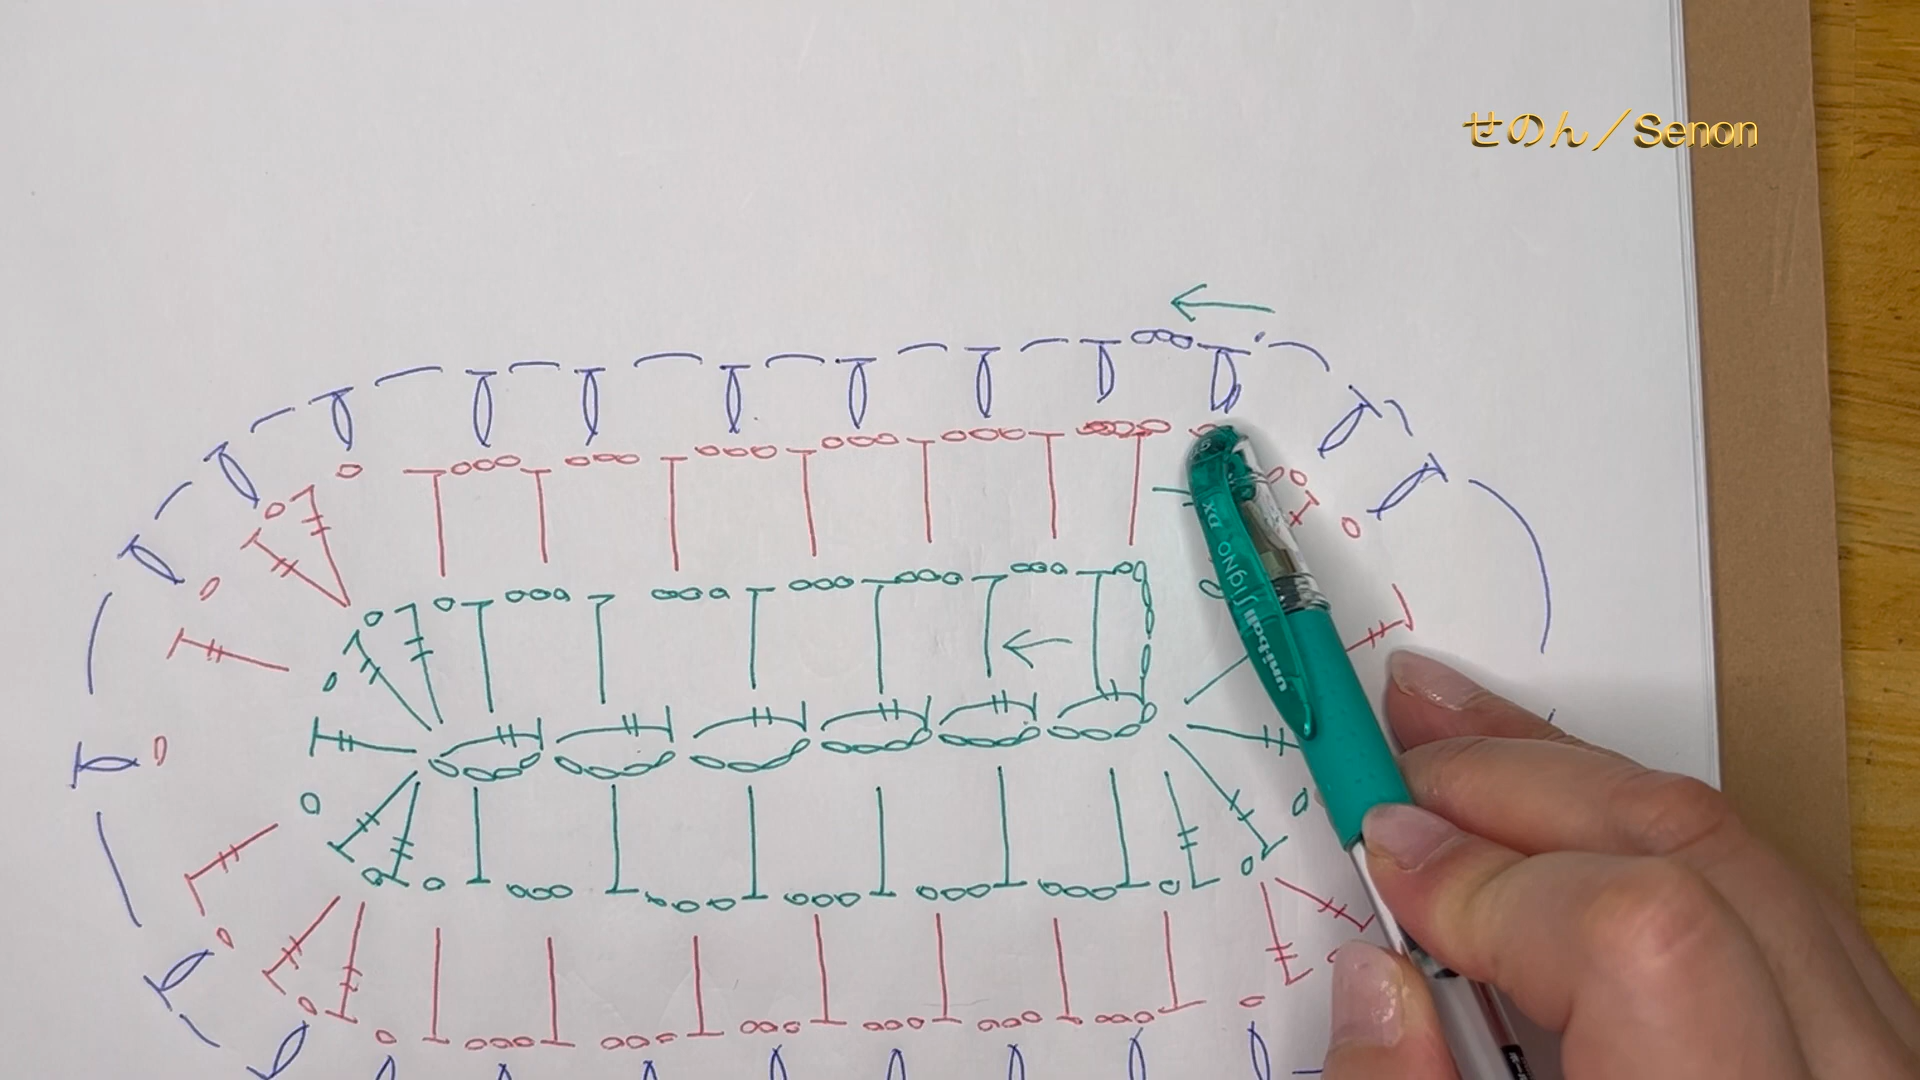 せのん／Senon
uni-ball Signo DX